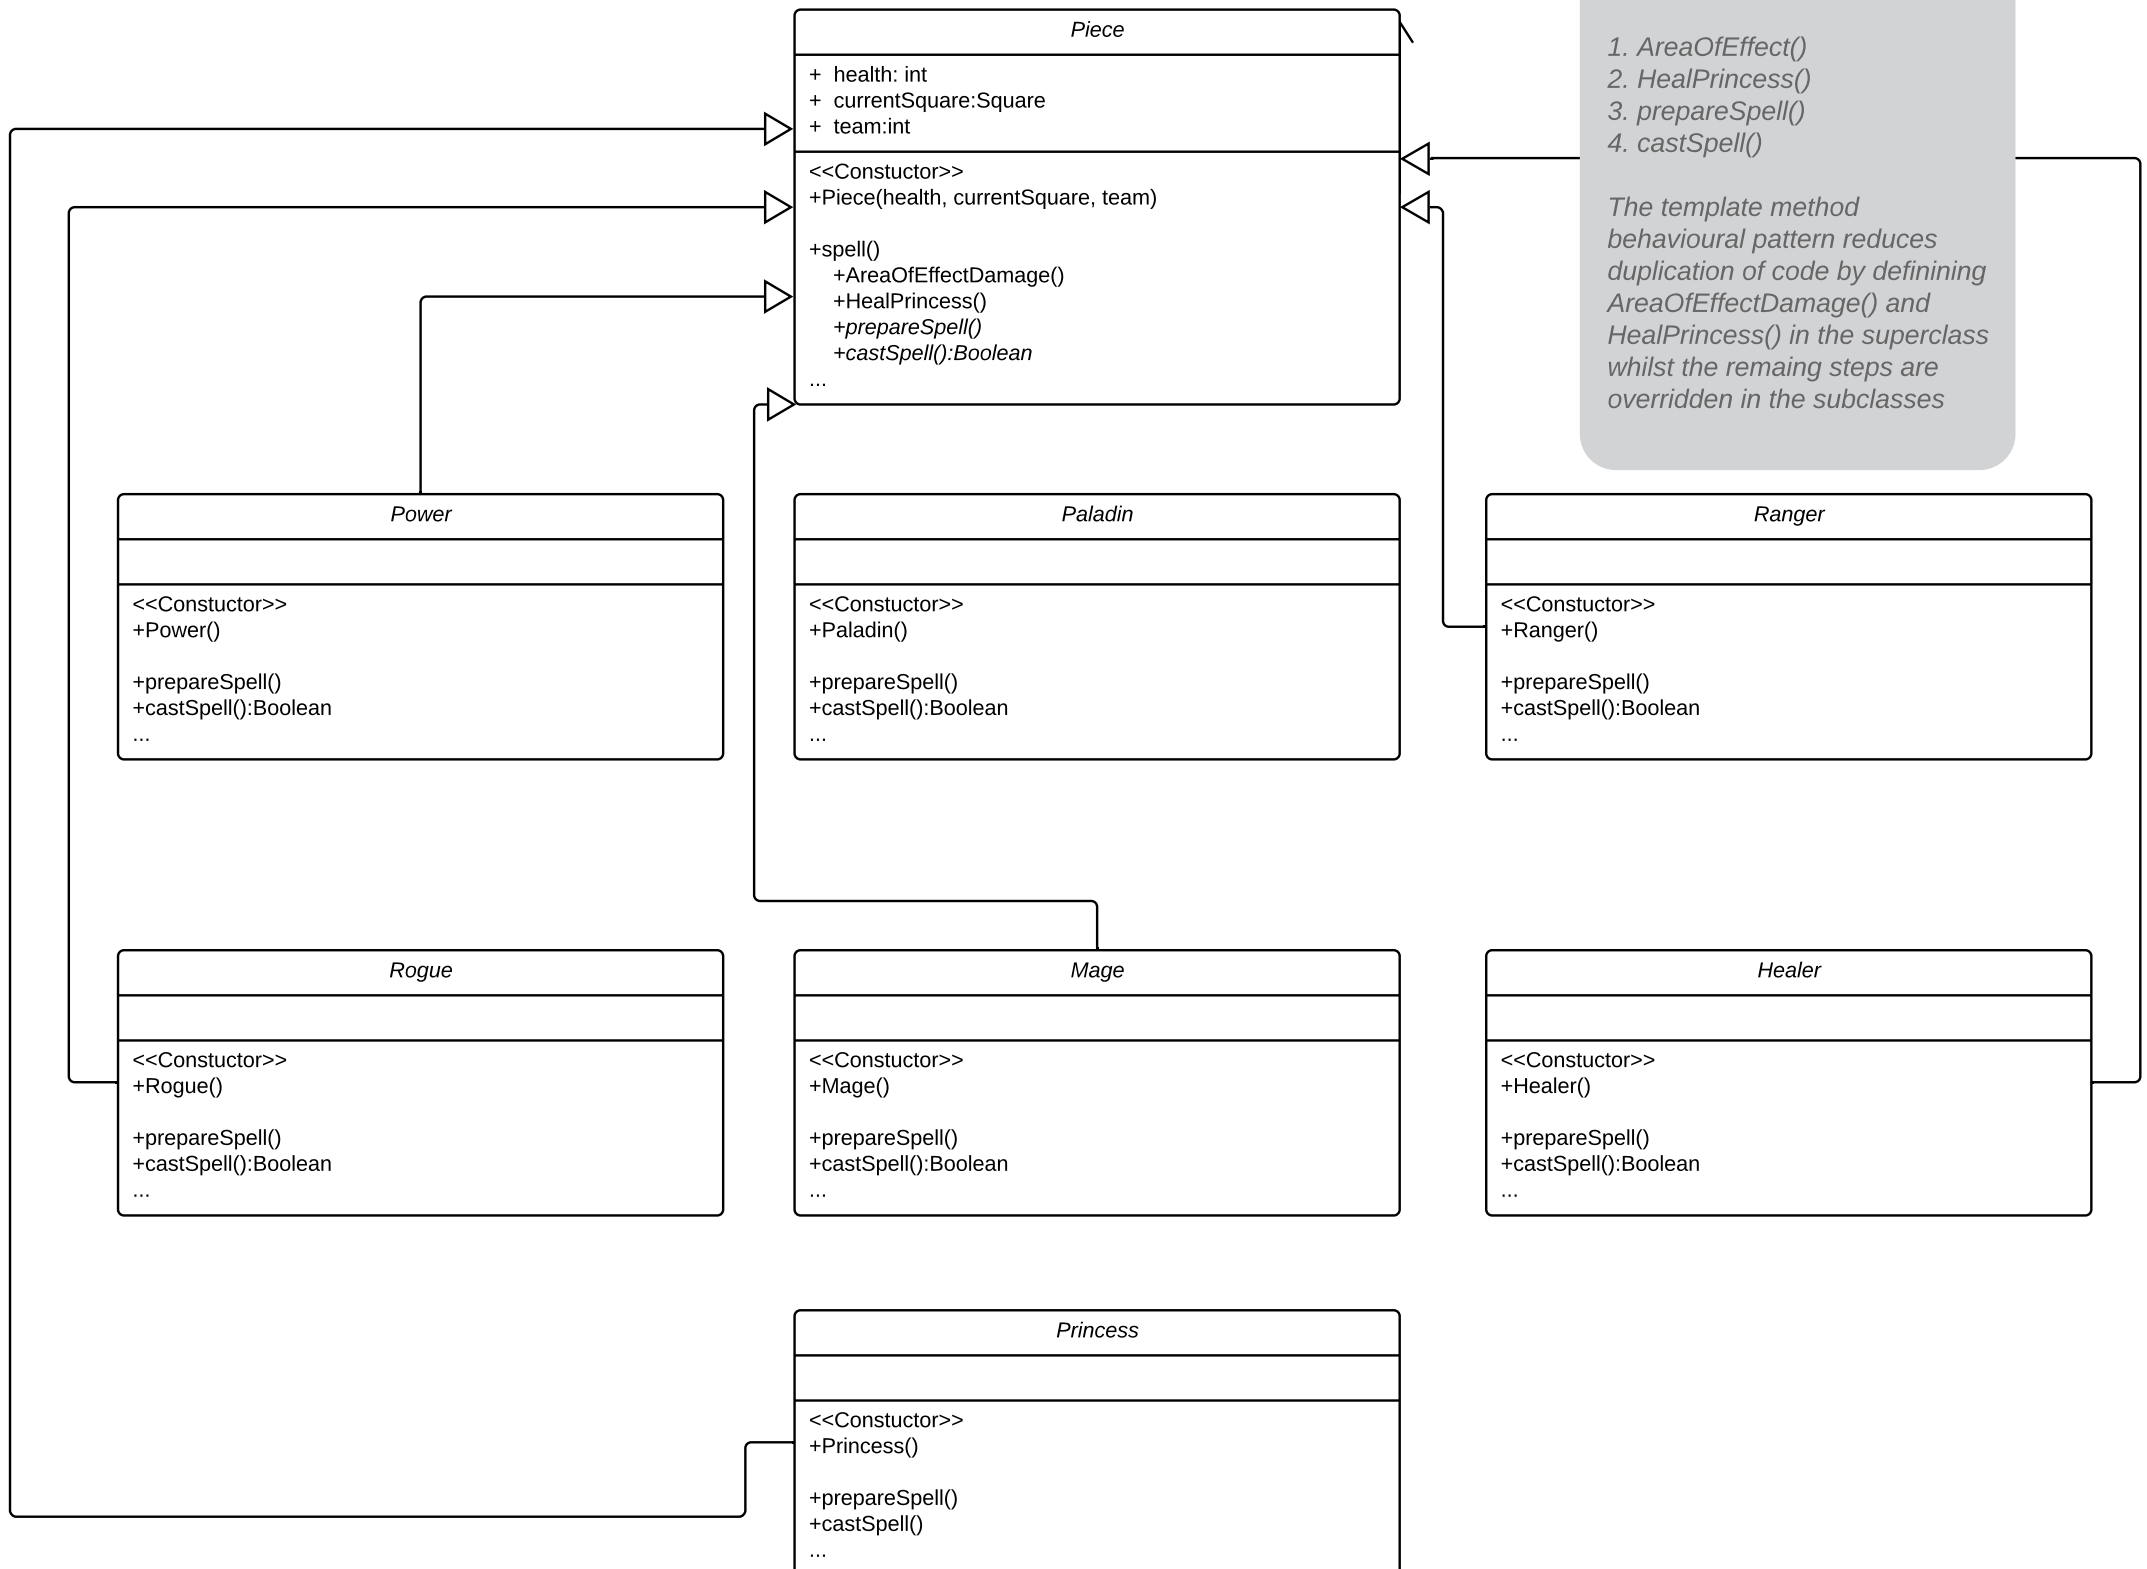 Piece
+  health: int
+  currentSquare:Square
+  team:int
<<Constuctor>>
+Piece(health, currentSquare, team)
+spell()
+AreaOfEffectDamage()
+HealPrincess()
+prepareSpell()
+castSpell():Boolean
...
1. AreaOfEffect()
2. HealPrincess()
3. prepareSpell()
4. castSpell()
The template method
behavioural pattern reduces
duplication of code by definining
AreaOfEffectDamage() and
HealPrincess() in the superclass
whilst the remaing steps are
overridden in the subclasses
Power
<<Constuctor>>
+Power()
+prepareSpell()
+castSpell():Boolean
...
Paladin
<<Constuctor>>
+Paladin()
+prepareSpell()
+castSpell():Boolean
...
Ranger
<<Constuctor>>
+Ranger()
+prepareSpell()
+castSpell():Boolean
...
Rogue
<<Constuctor>>
+Rogue()
+prepareSpell()
+castSpell():Boolean
...
Mage
<<Constuctor>>
+Mage()
+prepareSpell()
+castSpell():Boolean
...
Healer
<<Constuctor>>
+Healer()
+prepareSpell()
+castSpell():Boolean
...
Princess
<<Constuctor>>
+Princess()
+prepareSpell()
+castSpell()
...